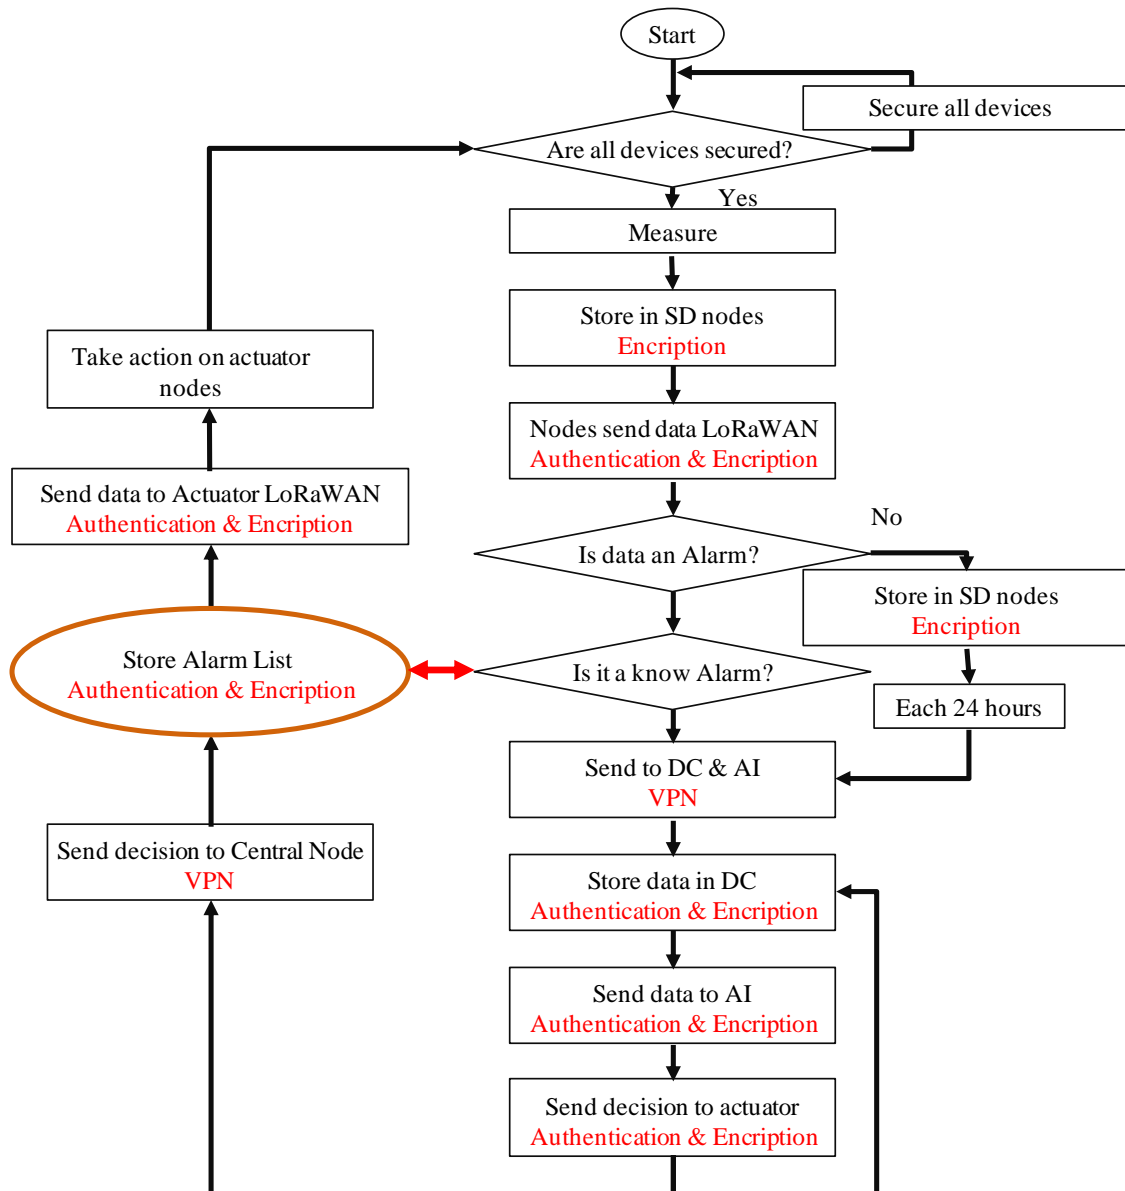 Start
Secure all devices
Are all devices secured?
Yes
Measure
Store in SD nodes
Encription
Take action on actuator
nodes
Nodes send data LoRaWAN
Authentication & Encription
Send data to Actuator LoRaWAN
Authentication & Encription
No
Is data an Alarm?
Store in SD nodes
Encription
Store Alarm List
Authentication & Encription
Is it a know Alarm?
Each 24 hours
Send to DC & AI
VPN
Send decision to Central Node
VPN
Store data in DC
Authentication & Encription
Send data to AI
Authentication & Encription
Send decision to actuator
Authentication & Encription